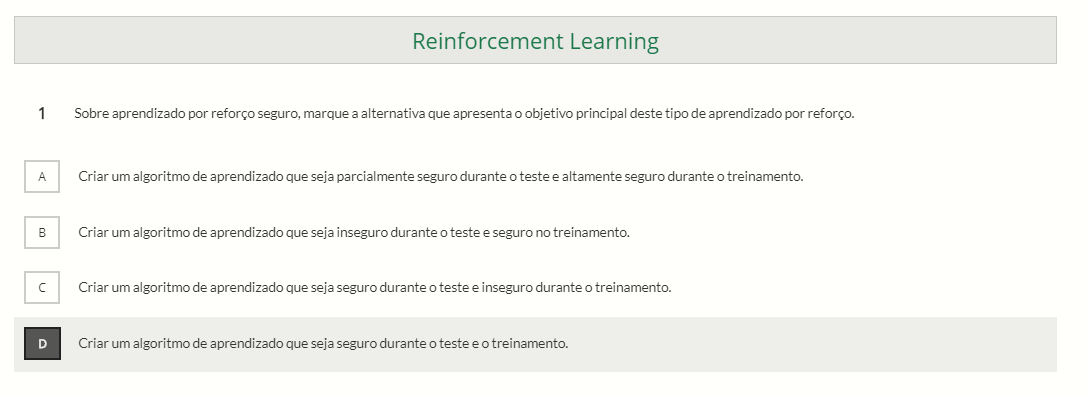 Reinforcement Learning
1 Sobre aprendizado por reforço seguro, marque a alternativa que apresenta o objetivo principal deste tipo de aprendizado por reforço.
A Criar um algoritmo de aprendizado que seja parcialmente seguro durante o teste e altamente seguro durante o treinamento.
B Criar um algoritmo de aprendizado que seja inseguro durante o teste e seguro no treinamento.
C Criar um algoritmo de aprendizado que seja seguro durante o teste e inseguro durante o treinamento.
D Criar um algoritmo de aprendizado que seja seguro durante o teste e o treinamento.